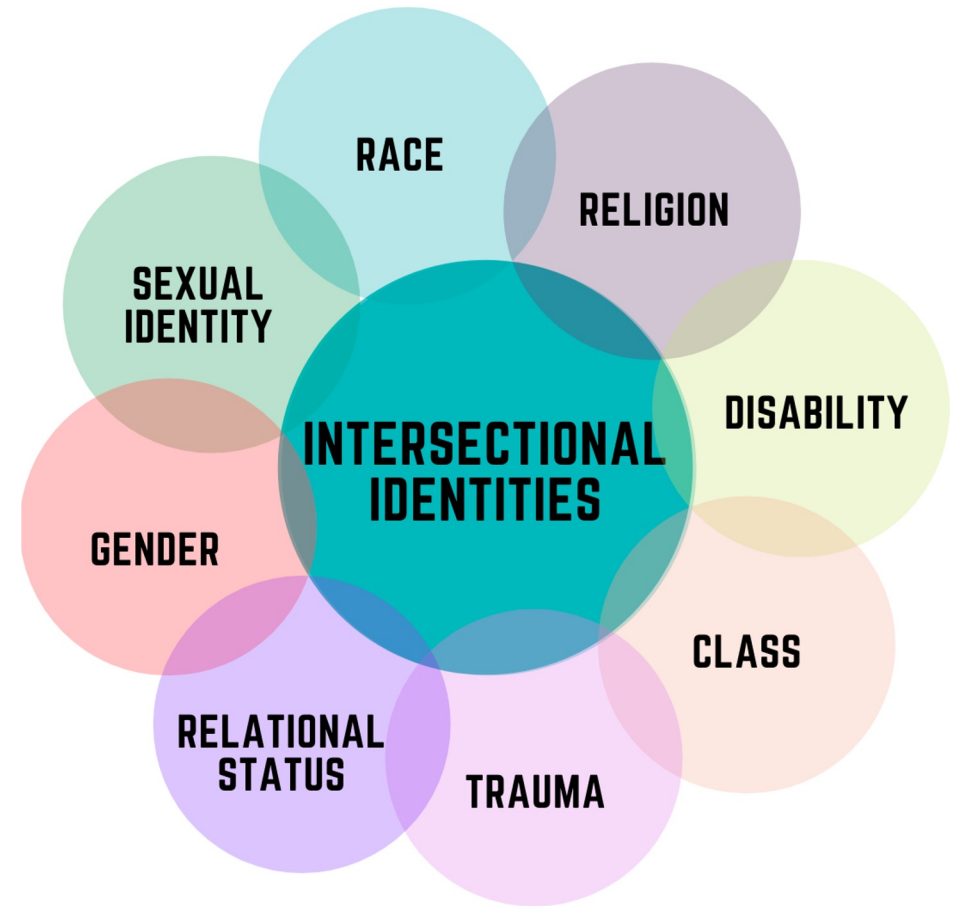 RACE
RELIGION
SEXUAL
IDENTITY
DISABILITY
INTERSECTIONAL
IDENTITIES
GENDER
CLASS
RELATIONAL
STATUS
TRAUMA